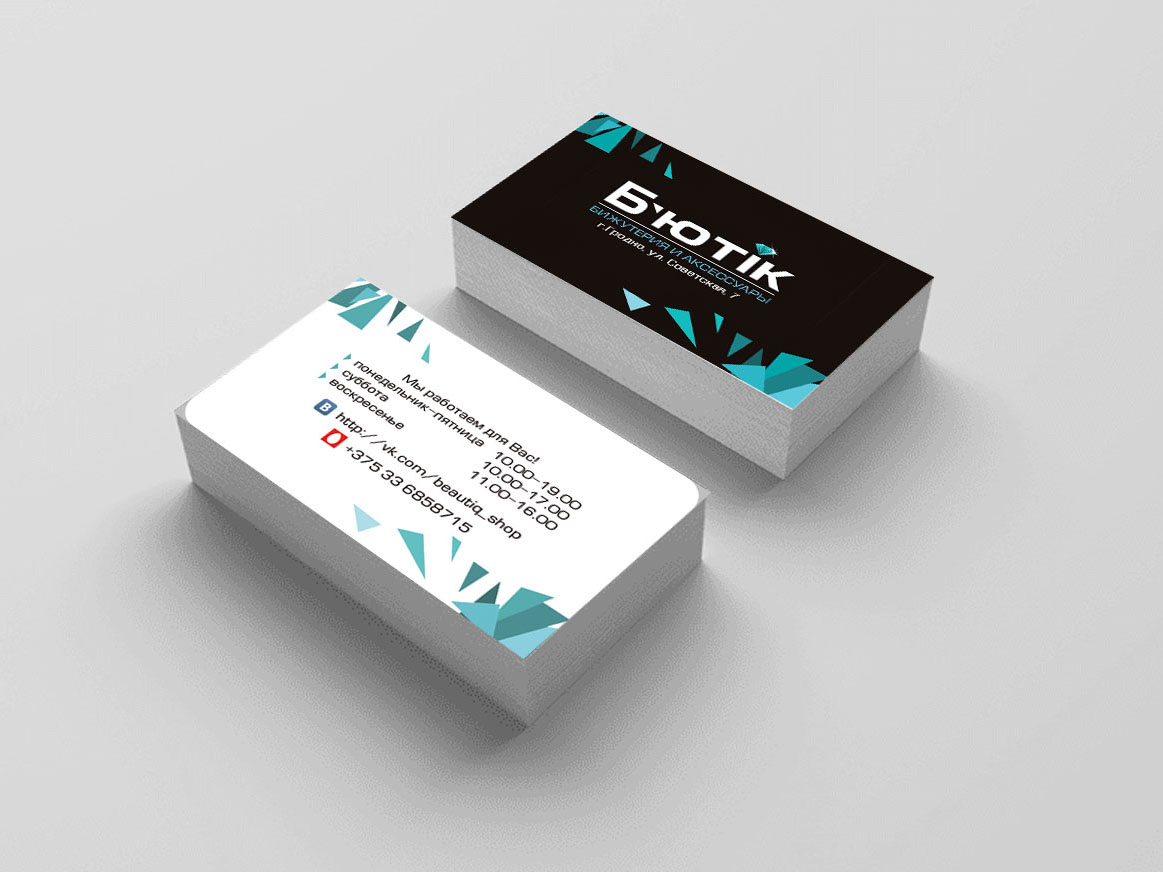 Б'ЮТІК
БИЖУТЕРИЯ И АКСЕССУАРЫ
г.Гродно, ул. Советская, 7
Мы работаем для Вас!
понедельник-пятница 10.00-19.00
суббота 10.00-17.00
воскресенье 11.00-16.00
В http://vk.com/beautiq_shop
+375 33 6858715